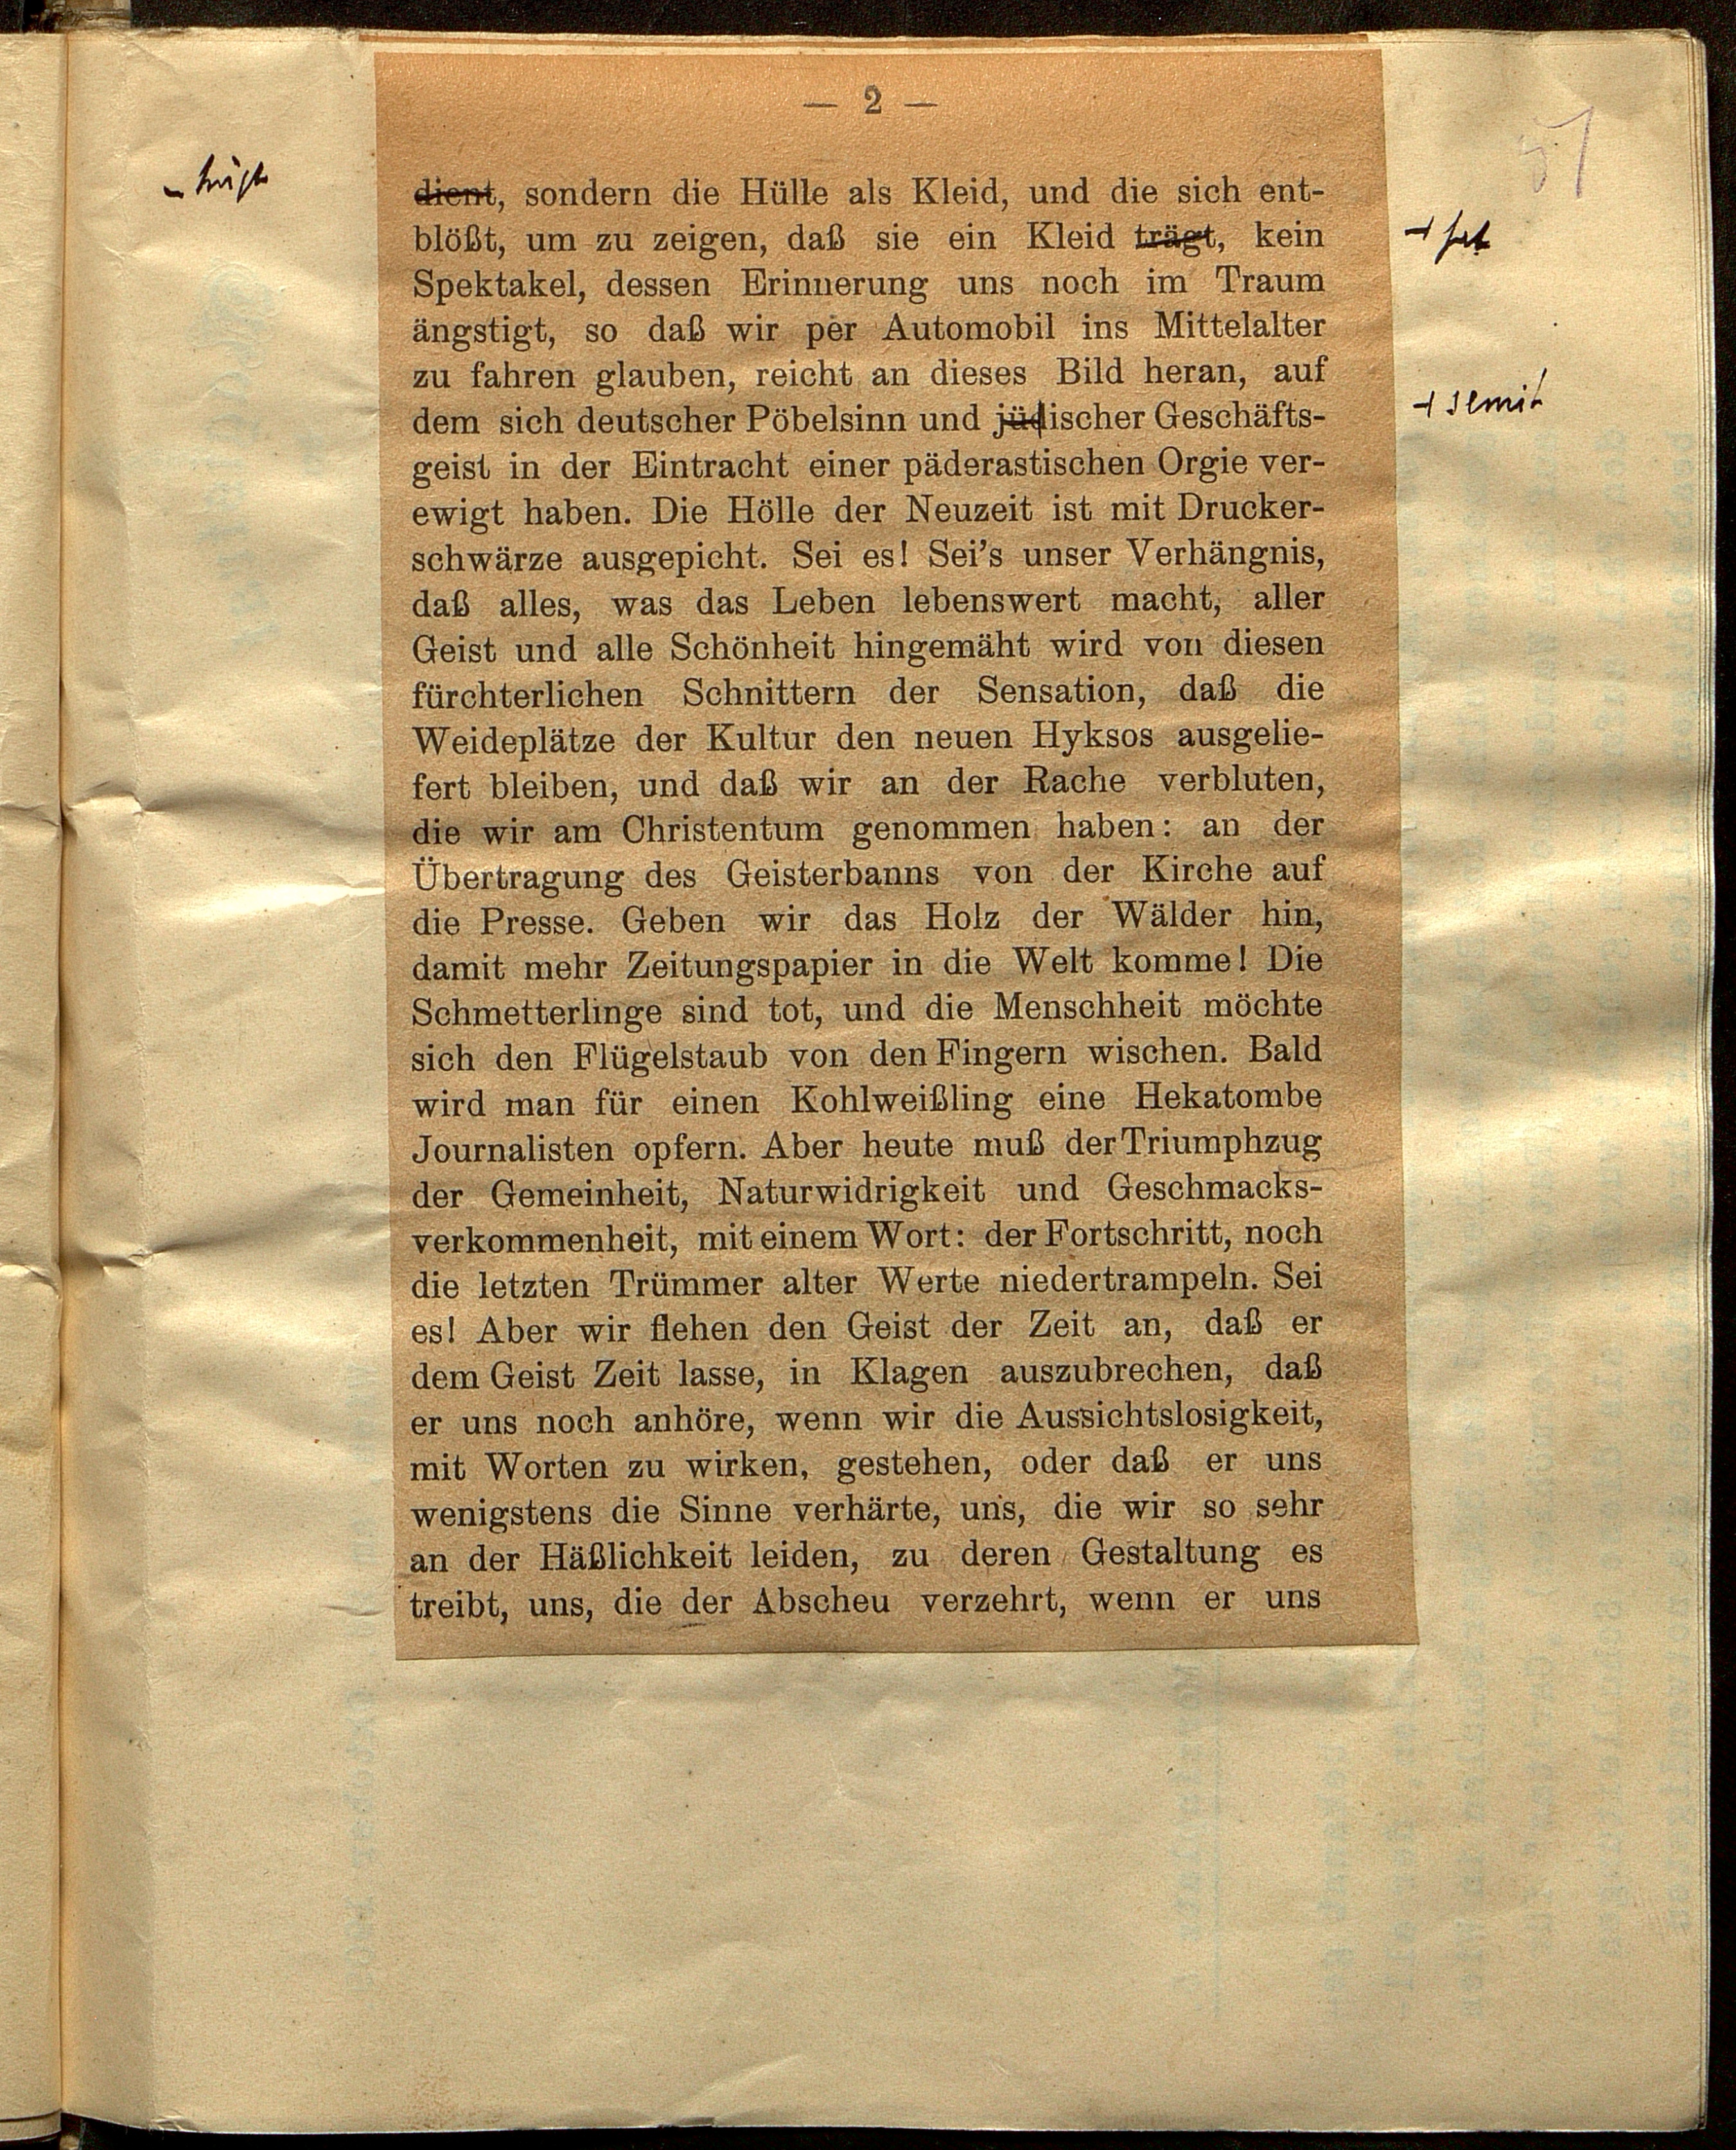 — 2 —
51
trägt
dient, sondern die Hülle als Kleid, und die sich ent-
blößt, um zu zeigen, daß sie ein Kleid trägt, kein
hat
Spektakel, dessen Erinnerung uns noch im Traum
ängstigt, so daß wir per Automobil ins Mittelalter
zu fahren glauben, reicht an dieses Bild heran, auf
dem sich deutscher Pöbelsinn und jüdischer Geschäfts-
semit
geist in der Eintracht einer päderastischen Orgie ver-
ewigt haben. Die Hölle der Neuzeit ist mit Drucker-
schwärze ausgepicht. Sei es! Sei’s unser Verhängnis,
daß alles, was das Leben lebenswert macht, aller
Geist und alle Schönheit hingemäht wird von diesen
fürchterlichen Schnittern der Sensation, daß die
Weideplätze der Kultur den neuen Hyksos ausgelie-
fert bleiben, und daß wir an der Rache verbluten,
die wir am Christentum genommen haben: an der
Übertragung des Geisterbanns von der Kirche auf
die Presse. Geben wir das Holz der Wälder hin,
damit mehr Zeitungspapier in die Welt komme! Die
Schmetterlinge sind tot, und die Menschheit möchte
sich den Flügelstaub von den Fingern wischen. Bald
wird man für einen Kohlweißling eine Hekatombe
Journalisten opfern. Aber heute muß der Triumphzug
der Gemeinheit, Naturwidrigkeit und Geschmacks-
verkommenheit, mit einem Wort: der Fortschritt, noch
die letzten Trümmer alter Werte niedertrampeln. Sei
es! Aber wir flehen den Geist der Zeit an, daß er
dem Geist Zeit lasse, in Klagen auszubrechen, daß
er uns noch anhöre, wenn wir die Aussichtslosigkeit,
mit Worten zu wirken, gestehen, oder daß er uns
wenigstens die Sinne verhärte, uns, die wir so sehr
an der Häßlichkeit leiden, zu deren Gestaltung es
treibt, uns, die der Abscheu verzehrt, wenn er uns